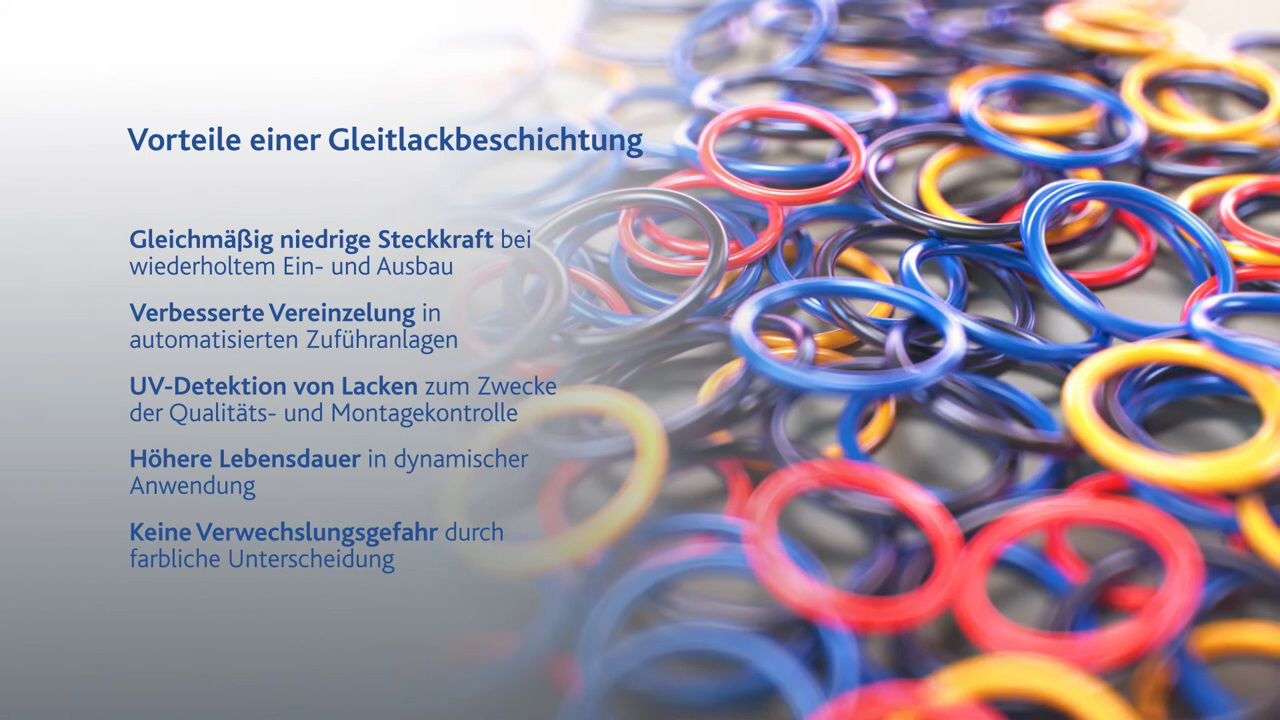 Vorteile einer Gleitlackbeschichtung
Gleichmäßig niedrige Steckkraft bei
wiederholtem Ein- und Ausbau
Verbesserte Vereinzelung in
automatisierten Zuführanlagen
UV-Detektion von Lacken zum Zwecke
der Qualitäts- und Montagekontrolle
Höhere Lebensdauer in dynamischer
Anwendung
Keine Verwechslungsgefahr durch
farbliche Unterscheidung